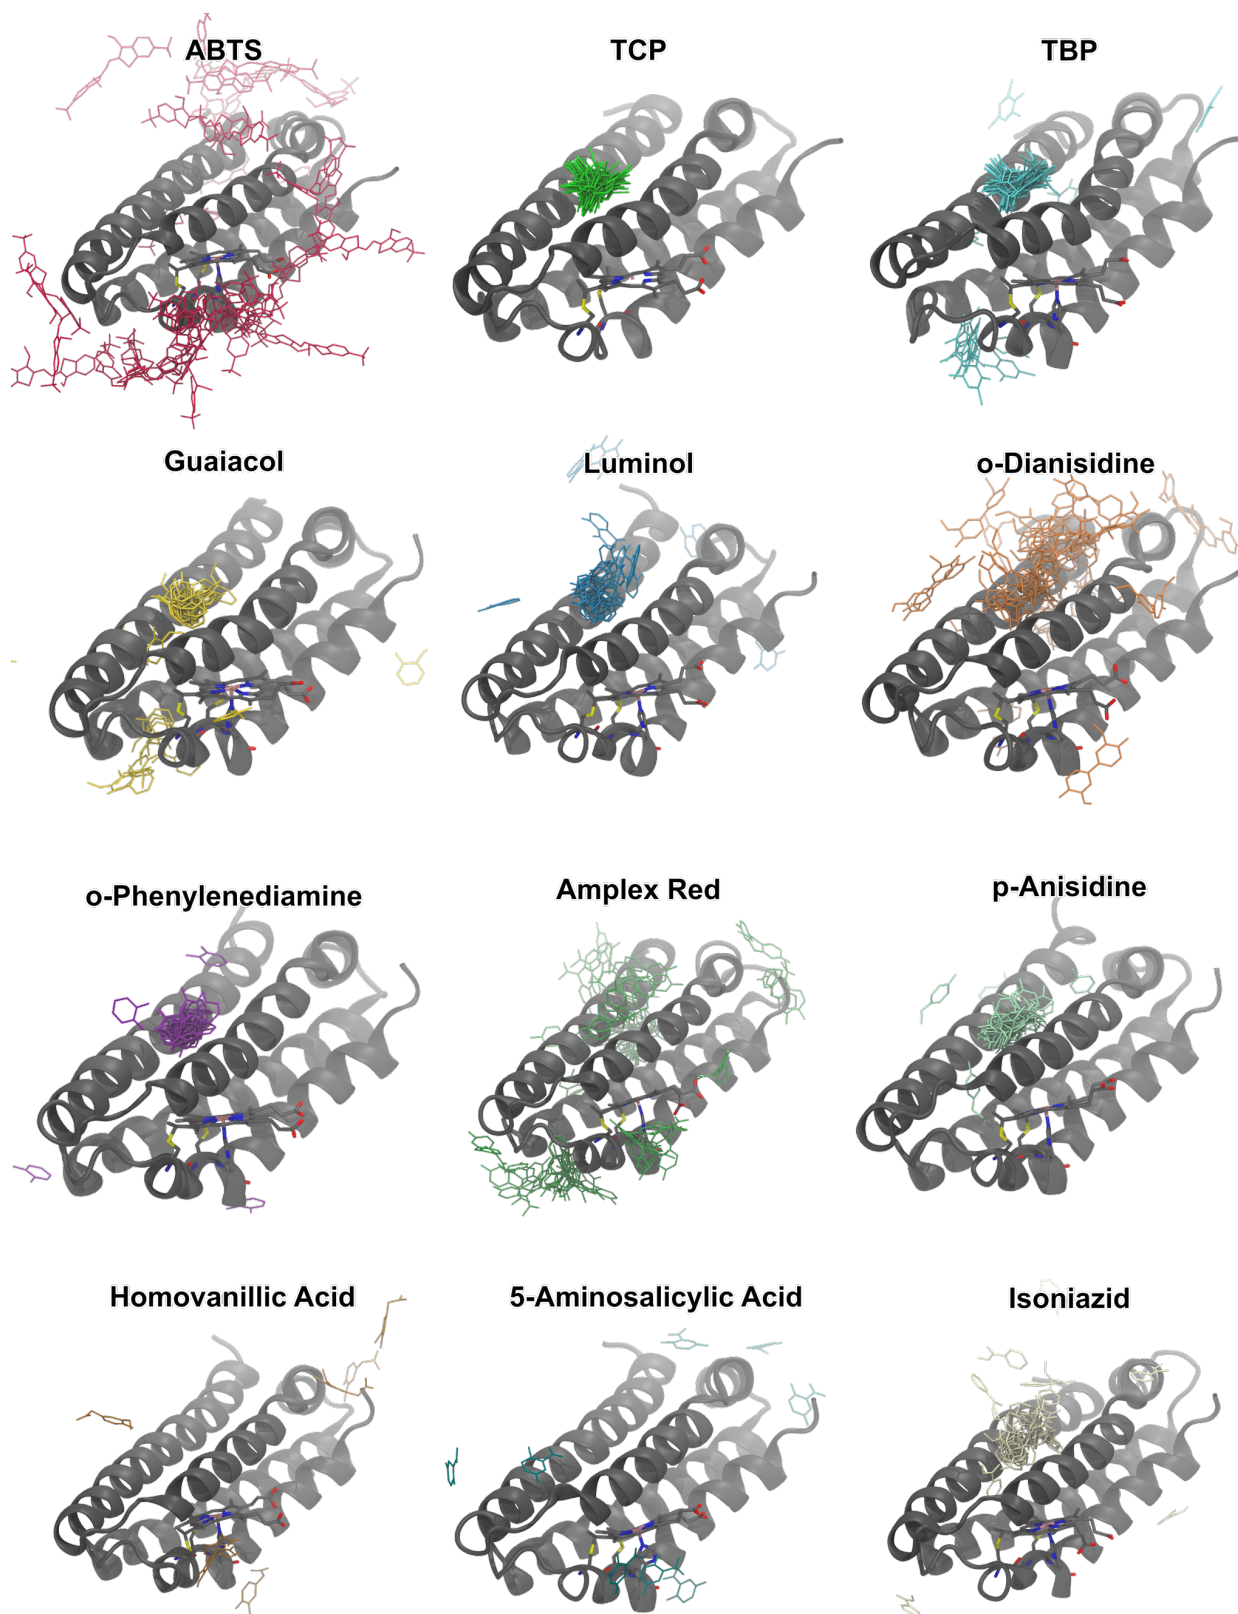 ABTS
TCP
TBP
Guaiacol
Luminol
o-Dianisidine
o-Phenylenediamine
Amplex Red
p-Anisidine
Homovanillic Acid
5-Aminosalicylic Acid
Isoniazid